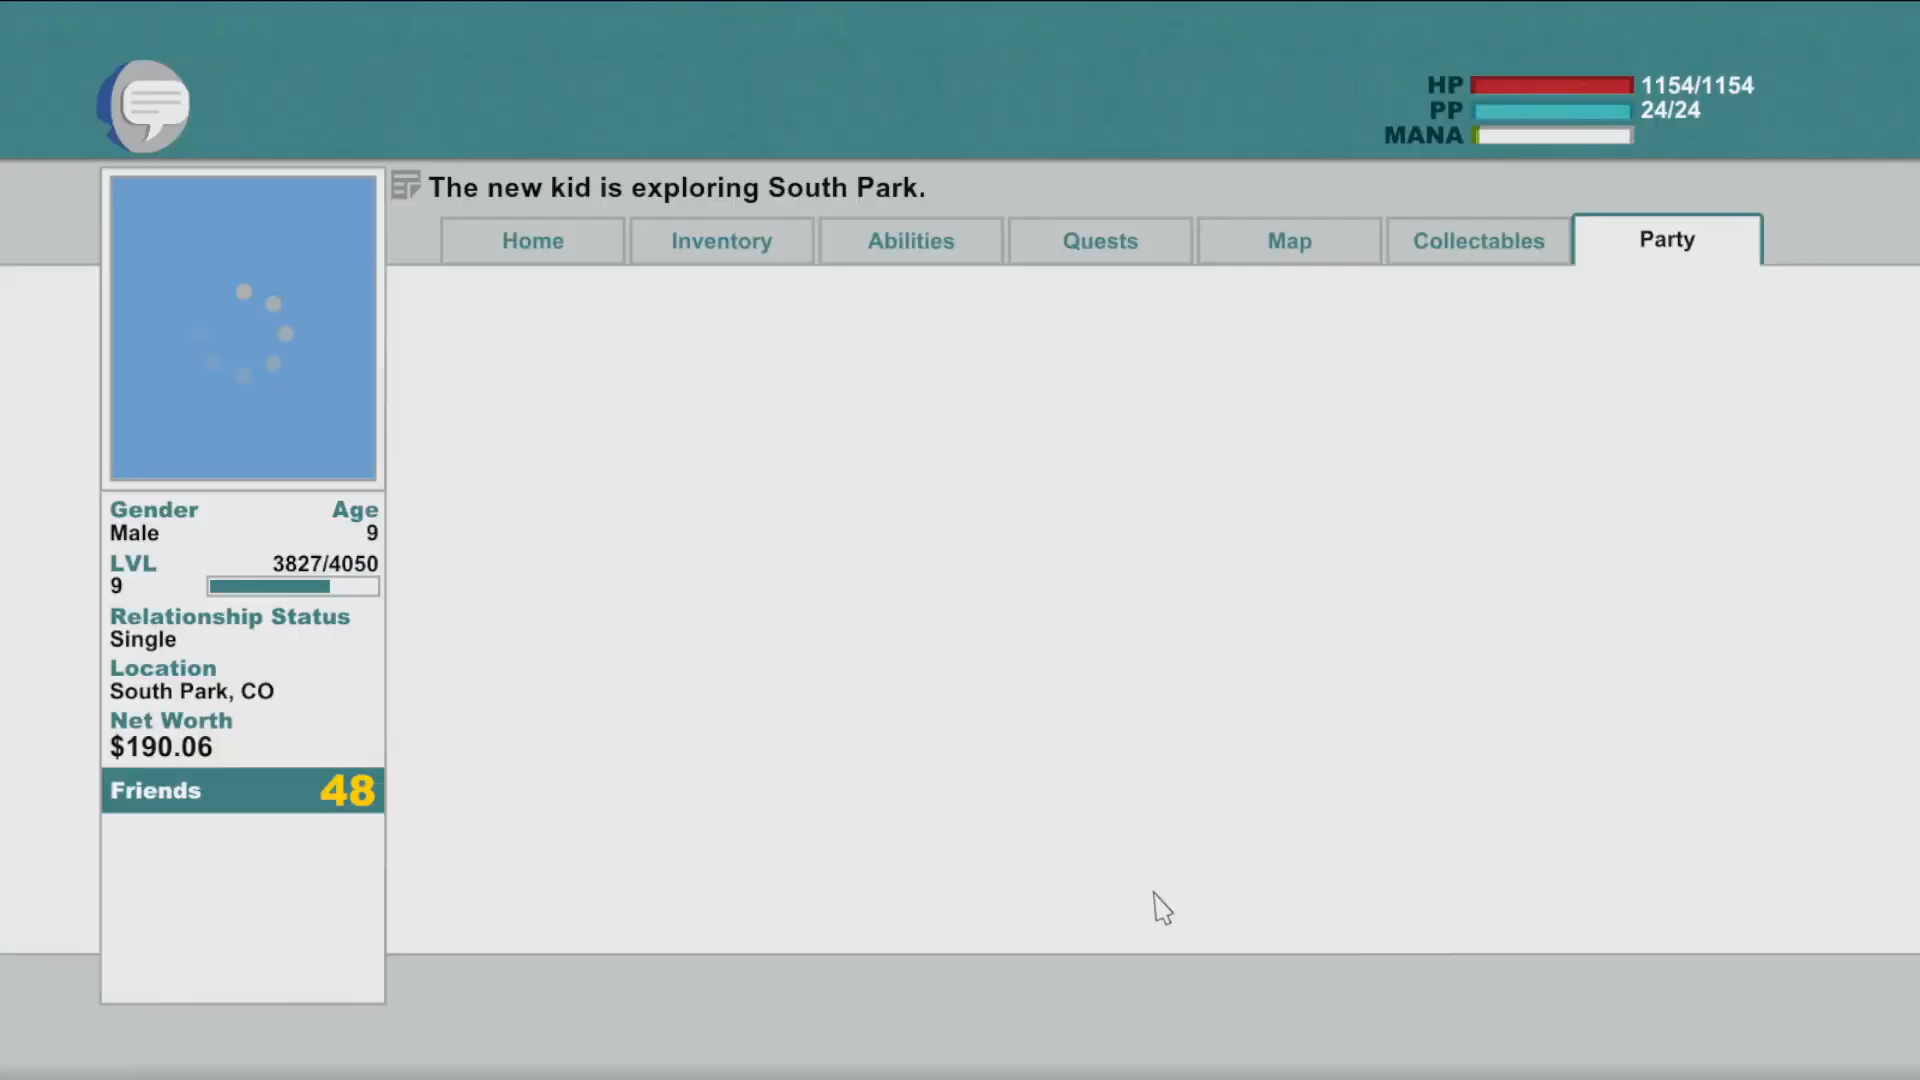 HP 1154/1154
PP 24/24
MANA
The new kid is exploring South Park.
Home Inventory Abilities Quests Map Collectables Party
Gender Age
Male 9
LVL 3827/4050
9
Relationship Status
Single
Location
South Park, CO
Net Worth
$190.06
Friends 48